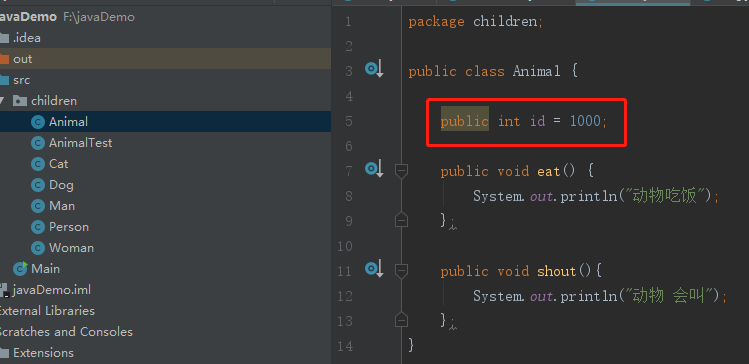 javaDemo F:\javaDemo
.idea
out
src
children
Animal
AnimalTest
Cat
Dog
Man
Person
Woman
Main
javaDemo.iml
External Libraries
Scratches and Consoles
Extensions
1 package children;
2
3 public class Animal {
4
5 public int id = 1000;
6
7 public void eat() {
8 System.out.println("动物吃饭");
9 };
10
11 public void shout(){
12 System.out.println("动物 会叫");
13 };
14 }